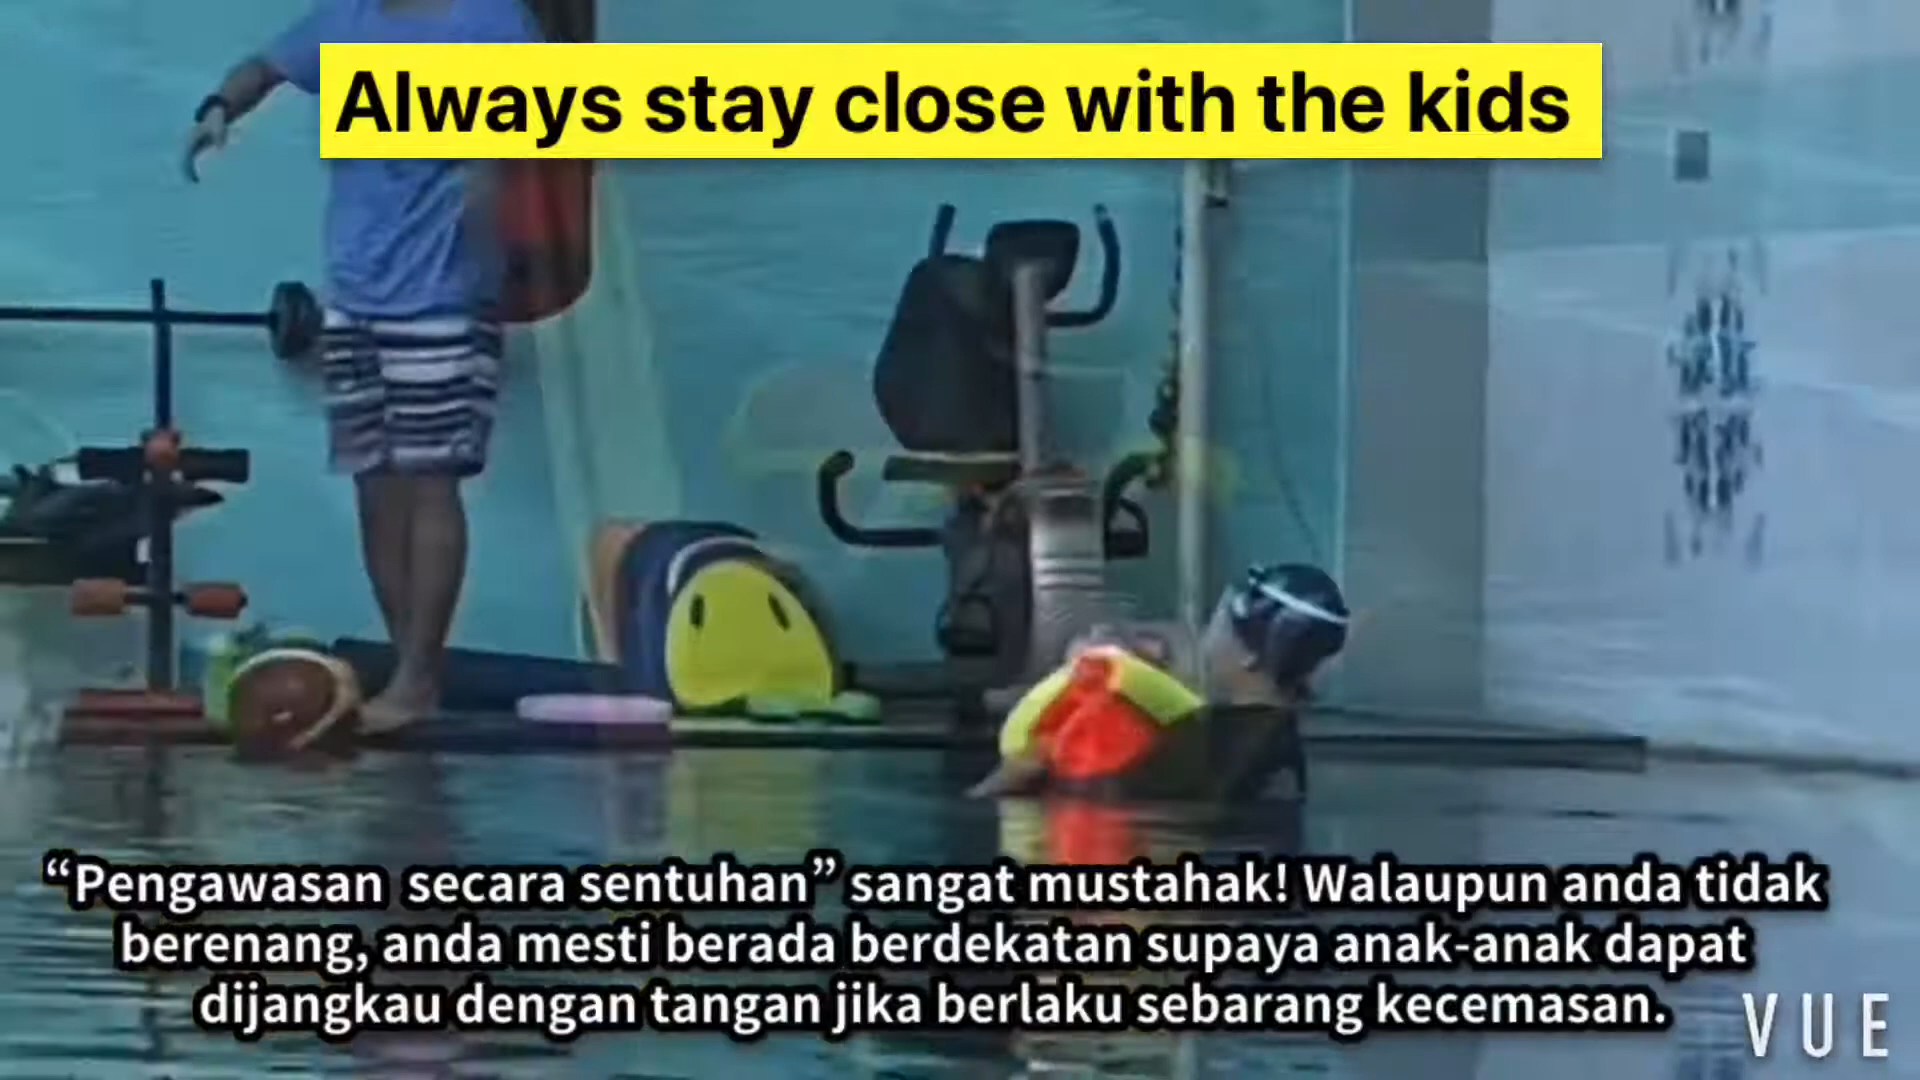 Always stay close with the kids
“Pengawasan secara sentuhan” sangat mustahak! Walaupun anda tidak
berenang, anda mesti berada berdekatan supaya anak-anak dapat
dijangkau dengan tangan jika berlaku sebarang kecemasan.
VUE